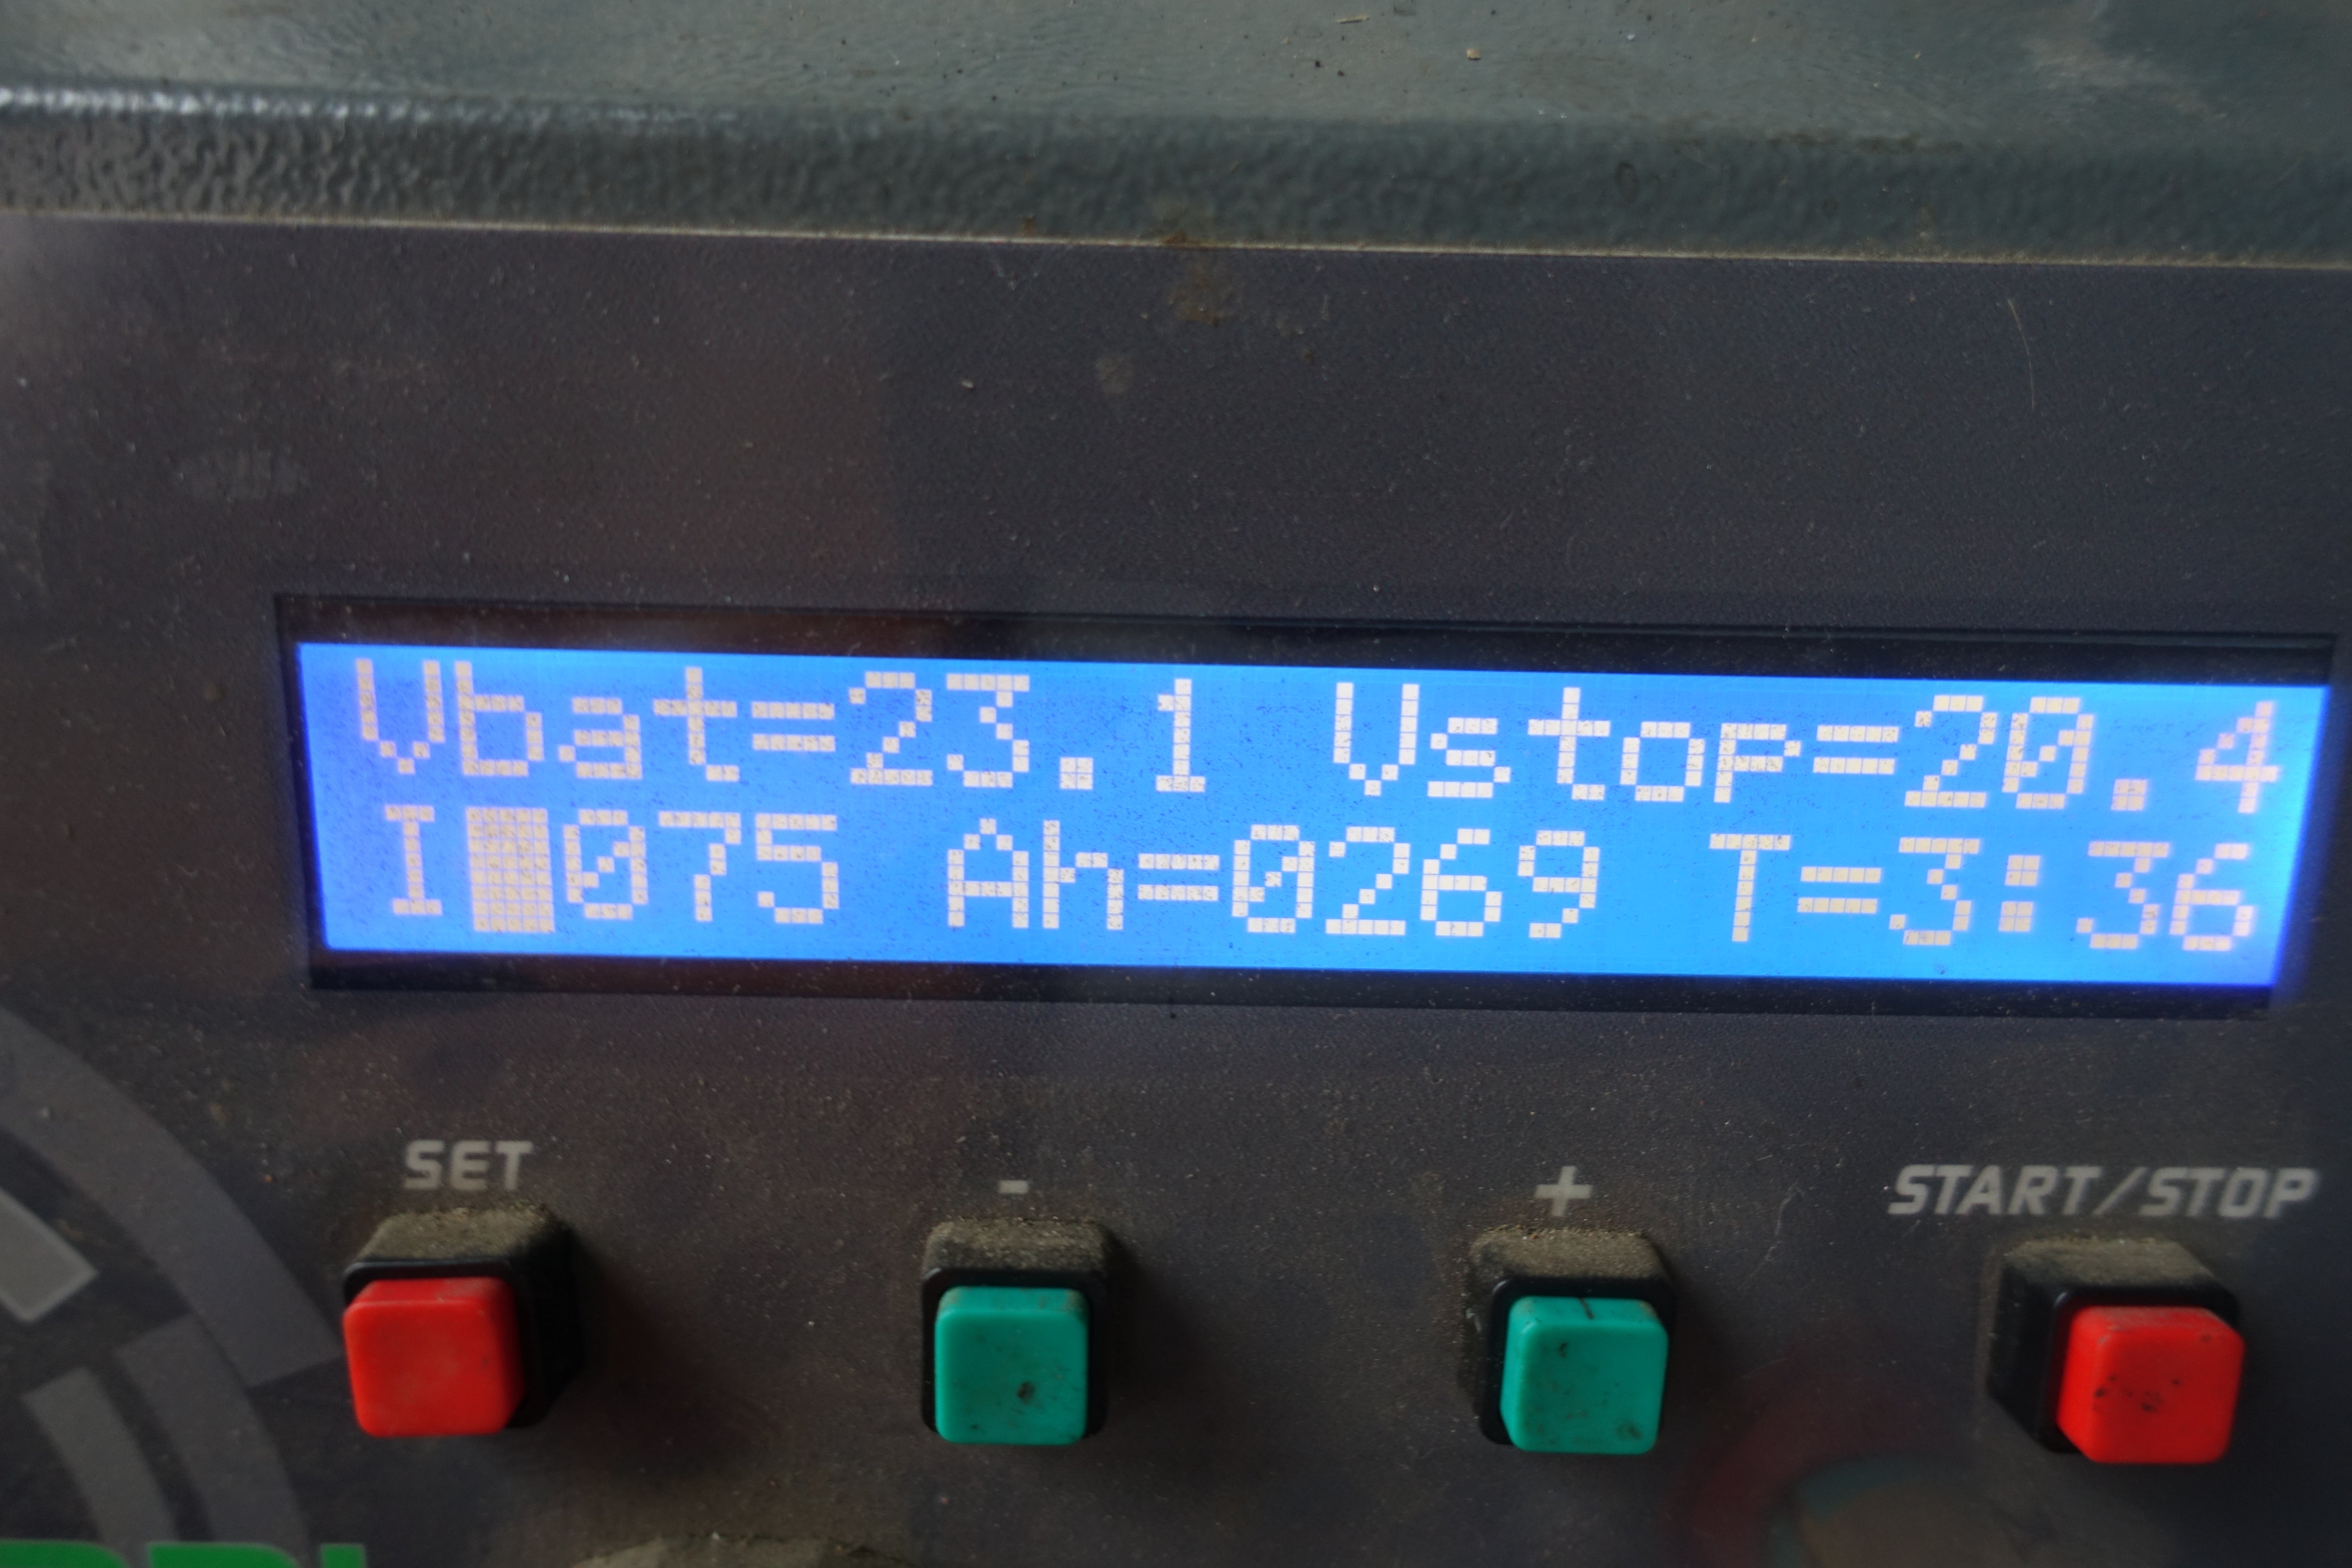 Vbat=23.1 Vstop=20.4
I█075 Ah=0269 T=3:36
SET - + START/STOP